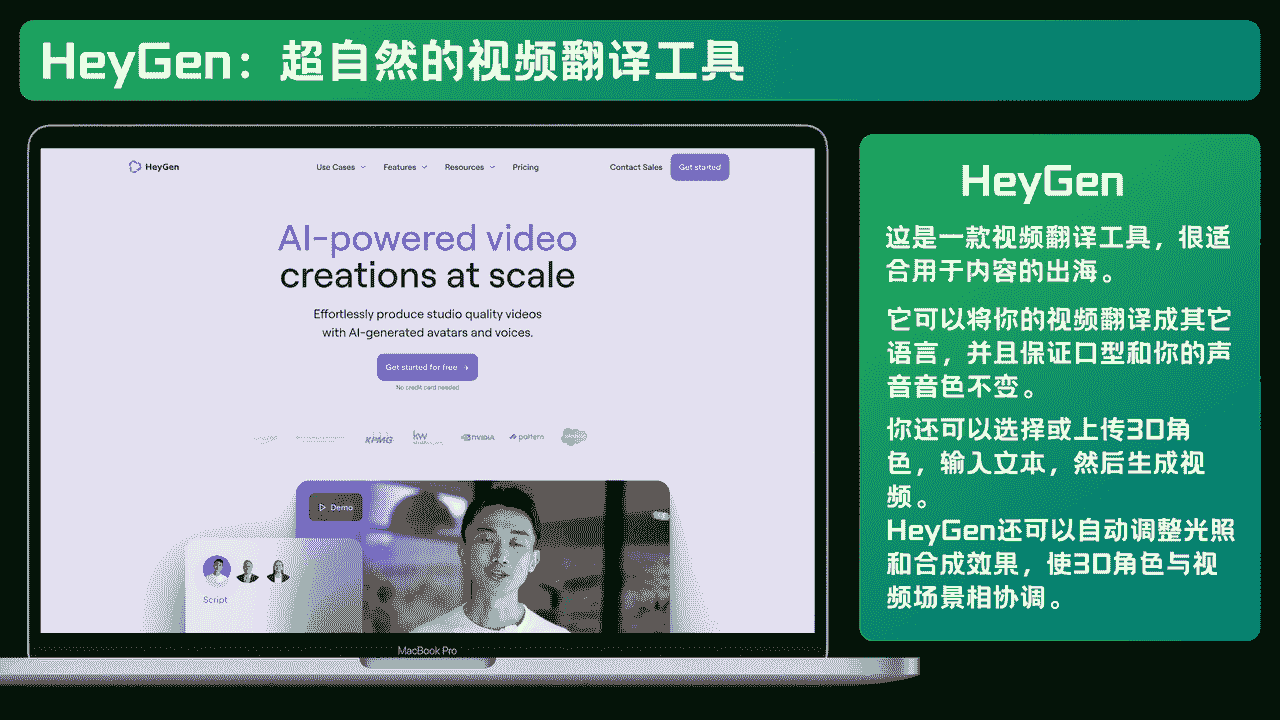 HeyGen：超自然的视频翻译工具
HeyGen
Use Cases
Features
Resources
Pricing
Contact Sales
Get started
AI-powered video
creations at scale
Effortlessly produce studio quality videos
with AI-generated avatars and voices.
Get started for free →
No credit card needed
KPMG
kw
NVIDIA
pattern
Demo
Script
MacBook Pro
HeyGen
这是一款视频翻译工具，很适
合用于内容的出海。
它可以将你的视频翻译成其它
语言，并且保证口型和你的声
音音色不变。
你还可以选择或上传3D角
色，输入文本，然后生成视
频。
HeyGen还可以自动调整光照
和合成效果，使3D角色与视
频场景相协调。